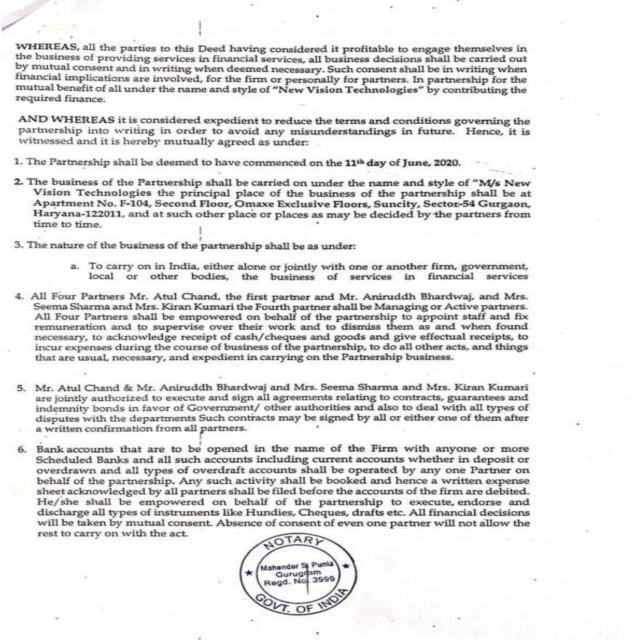 WHEREAS, all the parties to this Deed having considered it profitable to engage themselves in
the business of providing services in financial services, all business decisions shall be carried out
by mutual consent and in writing when deemed necessary. Such consent shall be in writing when
financial implications are involved, for the firm or personally for partners. In partnership for the
mutual benefit of all under the name and style of "New Vision Technologies" by contributing the
required finance.
AND WHEREAS it is considered expedient to reduce the terms and conditions governing the
partnership into writing in order to avoid any misunderstandings in future. Hence, it is
witnessed and it is hereby mutually agreed as under:
1. The Partnership shall be deemed to have commenced on the 11th day of June, 2020.
2. The business of the Partnership shall be carried on under the name and style of "M/s New
Vision Technologies the principal place of the business of the partnership shall be at
Apartment No. F-104, Second Floor, Omaxe Exclusive Floors, Suncity, Sector-54 Gurgaon,
Haryana-122011, and at such other place or places as may be decided by the partners from
time to time.
3. The nature of the business of the partnership shall be as under:
a. To carry on in India, either alone or jointly with one or another firm, government,
local or other bodies, the business of services in financial services
4. All Four Partners Mr. Atul Chand, the first partner and Mr. Aniruddh Bhardwaj, and Mrs.
Seema Sharma and Mrs. Kiran Kumari the Fourth partner shall be Managing or Active partners.
All Four Partners shall be empowered on behalf of the partnership to appoint staff and fix
remuneration and to supervise over their work and to dismiss them as and when found
necessary, to acknowledge receipt of cash/cheques and goods and give effectual receipts, to
incur expenses during the course of business of the partnership, to do all other acts, and things
that are usual, necessary, and expedient in carrying on the Partnership business.
5. Mr. Atul Chand & Mr. Aniruddh Bhardwaj and Mrs. Seema Sharma and Mrs. Kiran Kumari
are jointly authorized to execute and sign all agreements relating to contracts, guarantees and
indemnity bonds in favor of Government/ other authorities and also to deal with all types of
disputes with the departments Such contracts may be signed by all or either one of them after
a written confirmation from all partners.
6. Bank accounts that are to be opened in the name of the Firm with anyone or more
Scheduled Banks and all such accounts including current accounts whether in deposit or
overdrawn and all types of overdraft accounts shall be operated by any one Partner on
behalf of the partnership. Any such activity shall be booked and hence a written expense
sheet acknowledged by all partners shall be filed before the accounts of the firm are debited.
He/she shall be empowered on behalf of the partnership to execute, endorse and
discharge all types of instruments like Hundies, Cheques, drafts etc. All financial decisions
will be taken by mutual consent. Absence of consent of even one partner will not allow the
rest to carry on with the act.
NOTARY
Mahender S Punia
Gurugram
Regd. No. 3999
GOVT. OF INDIA